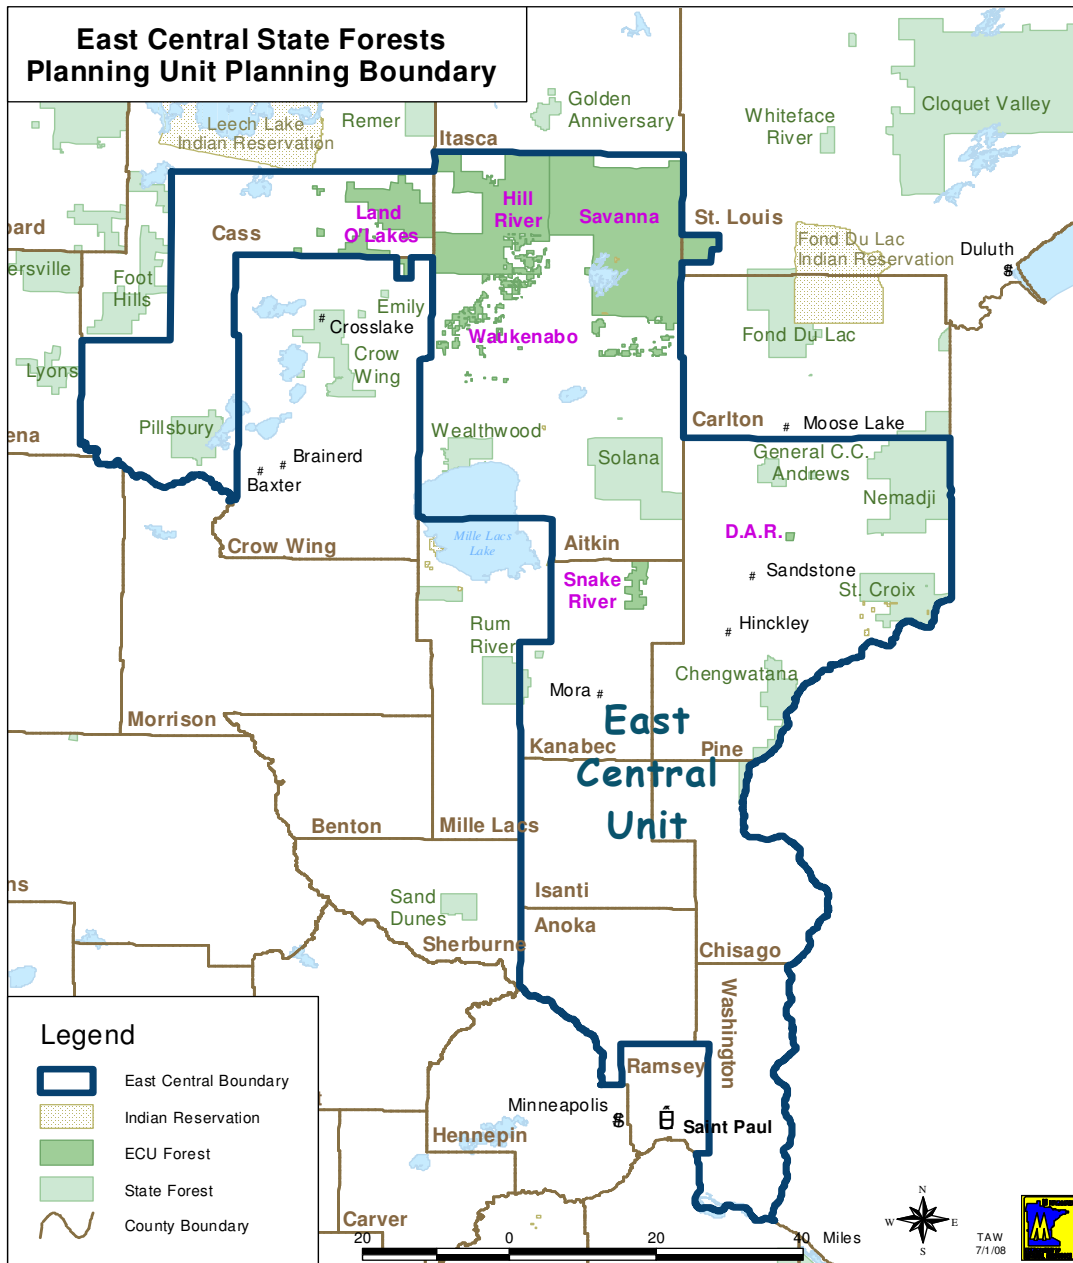 East Central State Forests
Planning Unit Planning Boundary
Leech Lake
Indian Reservation
Remer
Golden
Anniversary
Whiteface
River
Cloquet Valley
Itasca
Land
O'Lakes
Hill
River
Savanna
St. Louis
Cass
Fond Du Lac
Indian Reservation
Duluth
ersville
Foot
Hills
Emily
Crosslake
Crow
Wing
Waukenabo
Fond Du Lac
Lyons
Pillsbury
Wealthwood
Carlton
Moose Lake
ena
Brainerd
Baxter
Solana
General C.C.
Andrews
Nemadji
D.A.R.
Crow Wing
Mille Lacs
Lake
Aitkin
Snake
River
Sandstone
St. Croix
Hinckley
Rum
River
Chengwatana
Mora
Morrison
East
Central
Unit
Kanabec
Pine
Benton
Mille Lacs
ns
Sand
Dunes
Isanti
Anoka
Sherburne
Chisago
Washington
Legend
East Central Boundary
Indian Reservation
ECU Forest
State Forest
County Boundary
Ramsey
Minneapolis
Saint Paul
Hennepin
Carver
20 0 20 40 Miles
N
W E
S
TAW
7/1/08